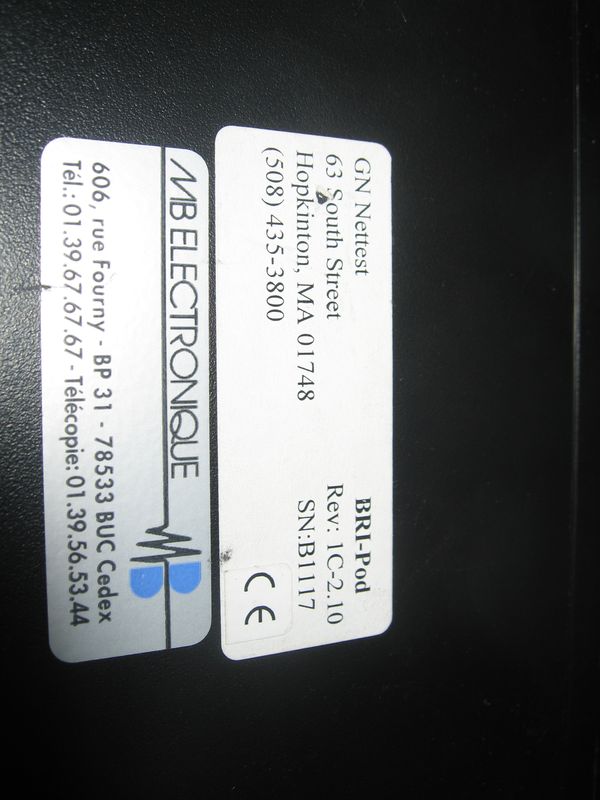 GN Nettest
63 South Street
Hopkinton, MA 01748
(508) 435-3800
BRI-Pod
Rev: 1C-2.10
SN:B1117
CE
MB ELECTRONIQUE
606, rue Fourny - BP 31 - 78533 BUC Cedex
Tél.: 01.39.67.67.67 - Télécopie: 01.39.56.53.44